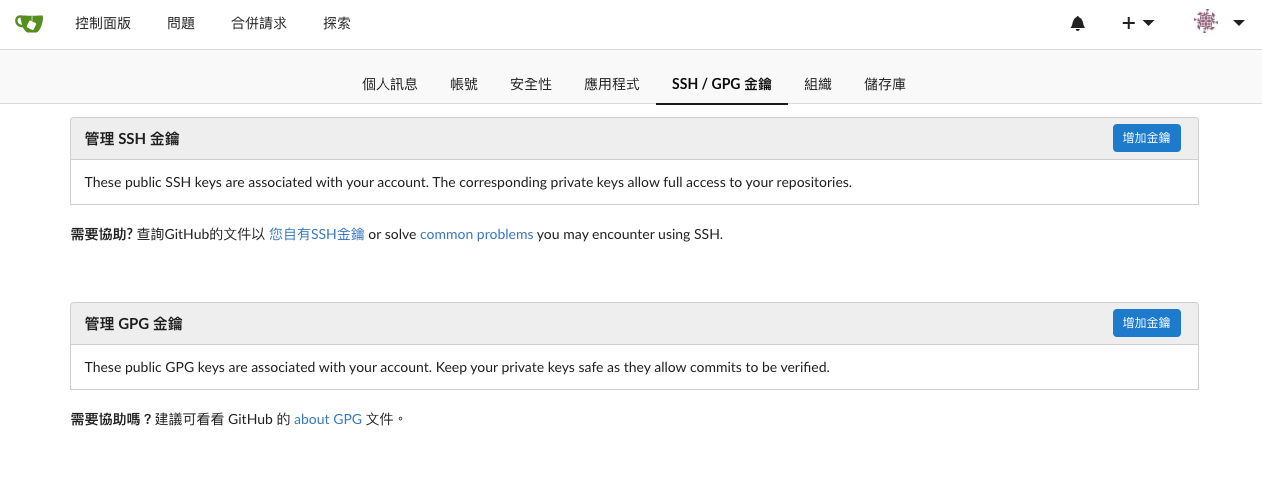 控制面版 問題 合併請求 探索
個人訊息 帳號 安全性 應用程式 SSH / GPG 金鑰 組織 儲存庫
管理 SSH 金鑰 增加金鑰
These public SSH keys are associated with your account. The corresponding private keys allow full access to your repositories.
需要協助? 查詢GitHub的文件以 您自有SSH金鑰 or solve common problems you may encounter using SSH.
管理 GPG 金鑰 增加金鑰
These public GPG keys are associated with your account. Keep your private keys safe as they allow commits to be verified.
需要協助嗎？建議可看看 GitHub 的 about GPG 文件。